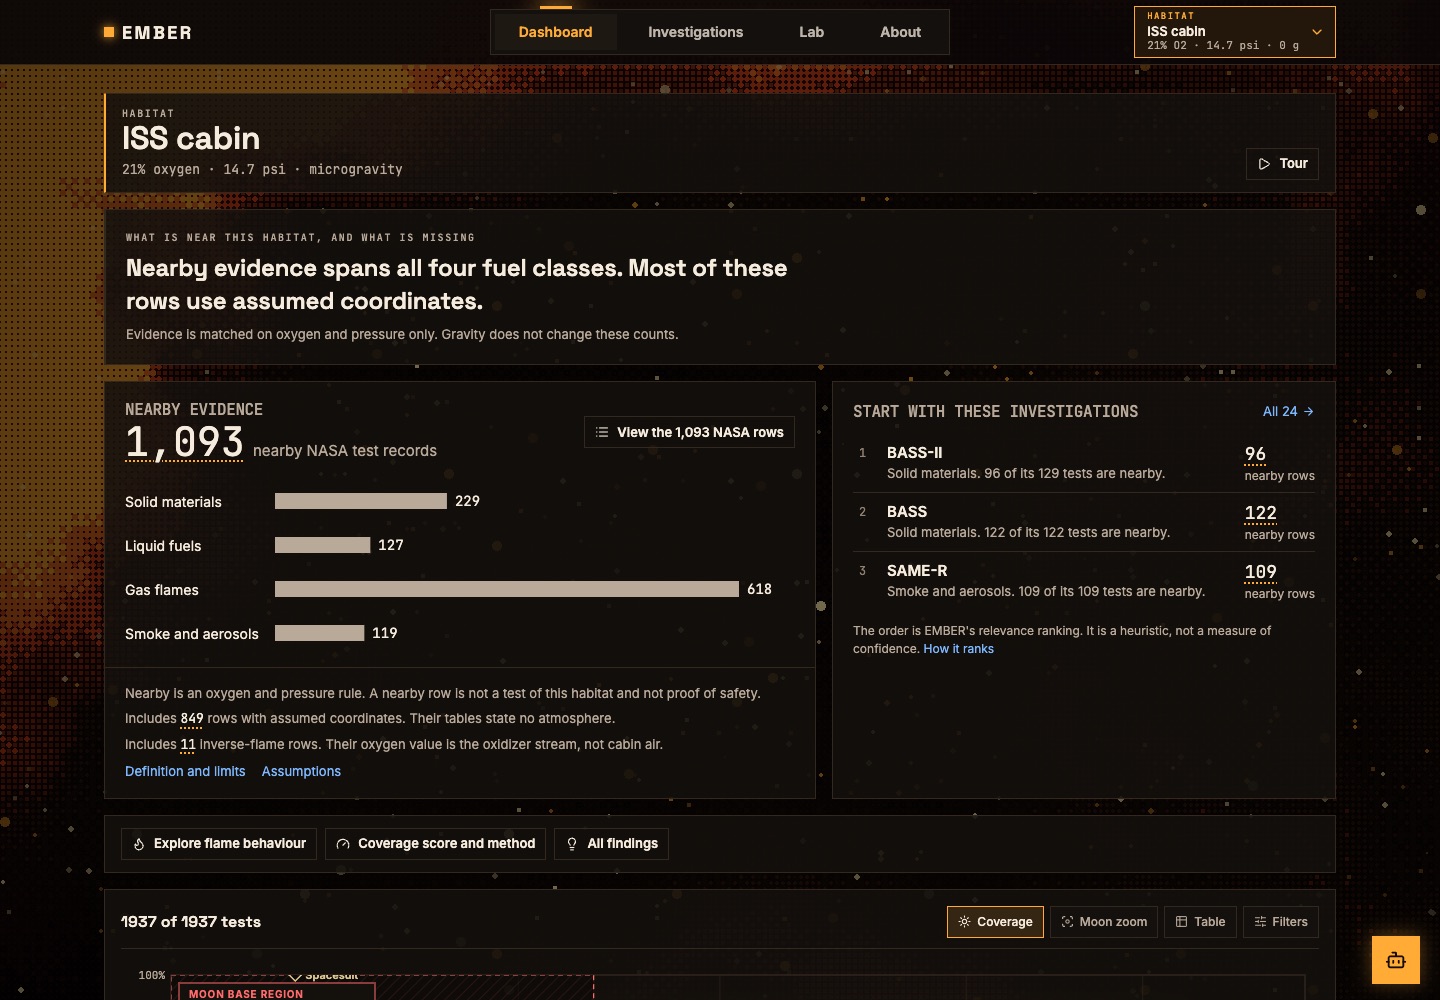 EMBER
Dashboard
Investigations
Lab
About
HABITAT
ISS cabin
21% O2 · 14.7 psi · 0 g
HABITAT
ISS cabin
21% oxygen · 14.7 psi · microgravity
Tour
WHAT IS NEAR THIS HABITAT, AND WHAT IS MISSING
Nearby evidence spans all four fuel classes. Most of these
rows use assumed coordinates.
Evidence is matched on oxygen and pressure only. Gravity does not change these counts.
NEARBY EVIDENCE
1,093 nearby NASA test records
View the 1,093 NASA rows
Solid materials 229
Liquid fuels 127
Gas flames 618
Smoke and aerosols 119
Nearby is an oxygen and pressure rule. A nearby row is not a test of this habitat and not proof of safety.
Includes 849 rows with assumed coordinates. Their tables state no atmosphere.
Includes 11 inverse-flame rows. Their oxygen value is the oxidizer stream, not cabin air.
Definition and limits Assumptions
START WITH THESE INVESTIGATIONS
All 24 →
1 BASS-II 96
Solid materials. 96 of its 129 tests are nearby. nearby rows
2 BASS 122
Solid materials. 122 of its 122 tests are nearby. nearby rows
3 SAME-R 109
Smoke and aerosols. 109 of its 109 tests are nearby. nearby rows
The order is EMBER's relevance ranking. It is a heuristic, not a measure of
confidence. How it ranks
Explore flame behaviour
Coverage score and method
All findings
1937 of 1937 tests
Coverage
Moon zoom
Table
Filters
100%
Spacesuit
MOON BASE REGION